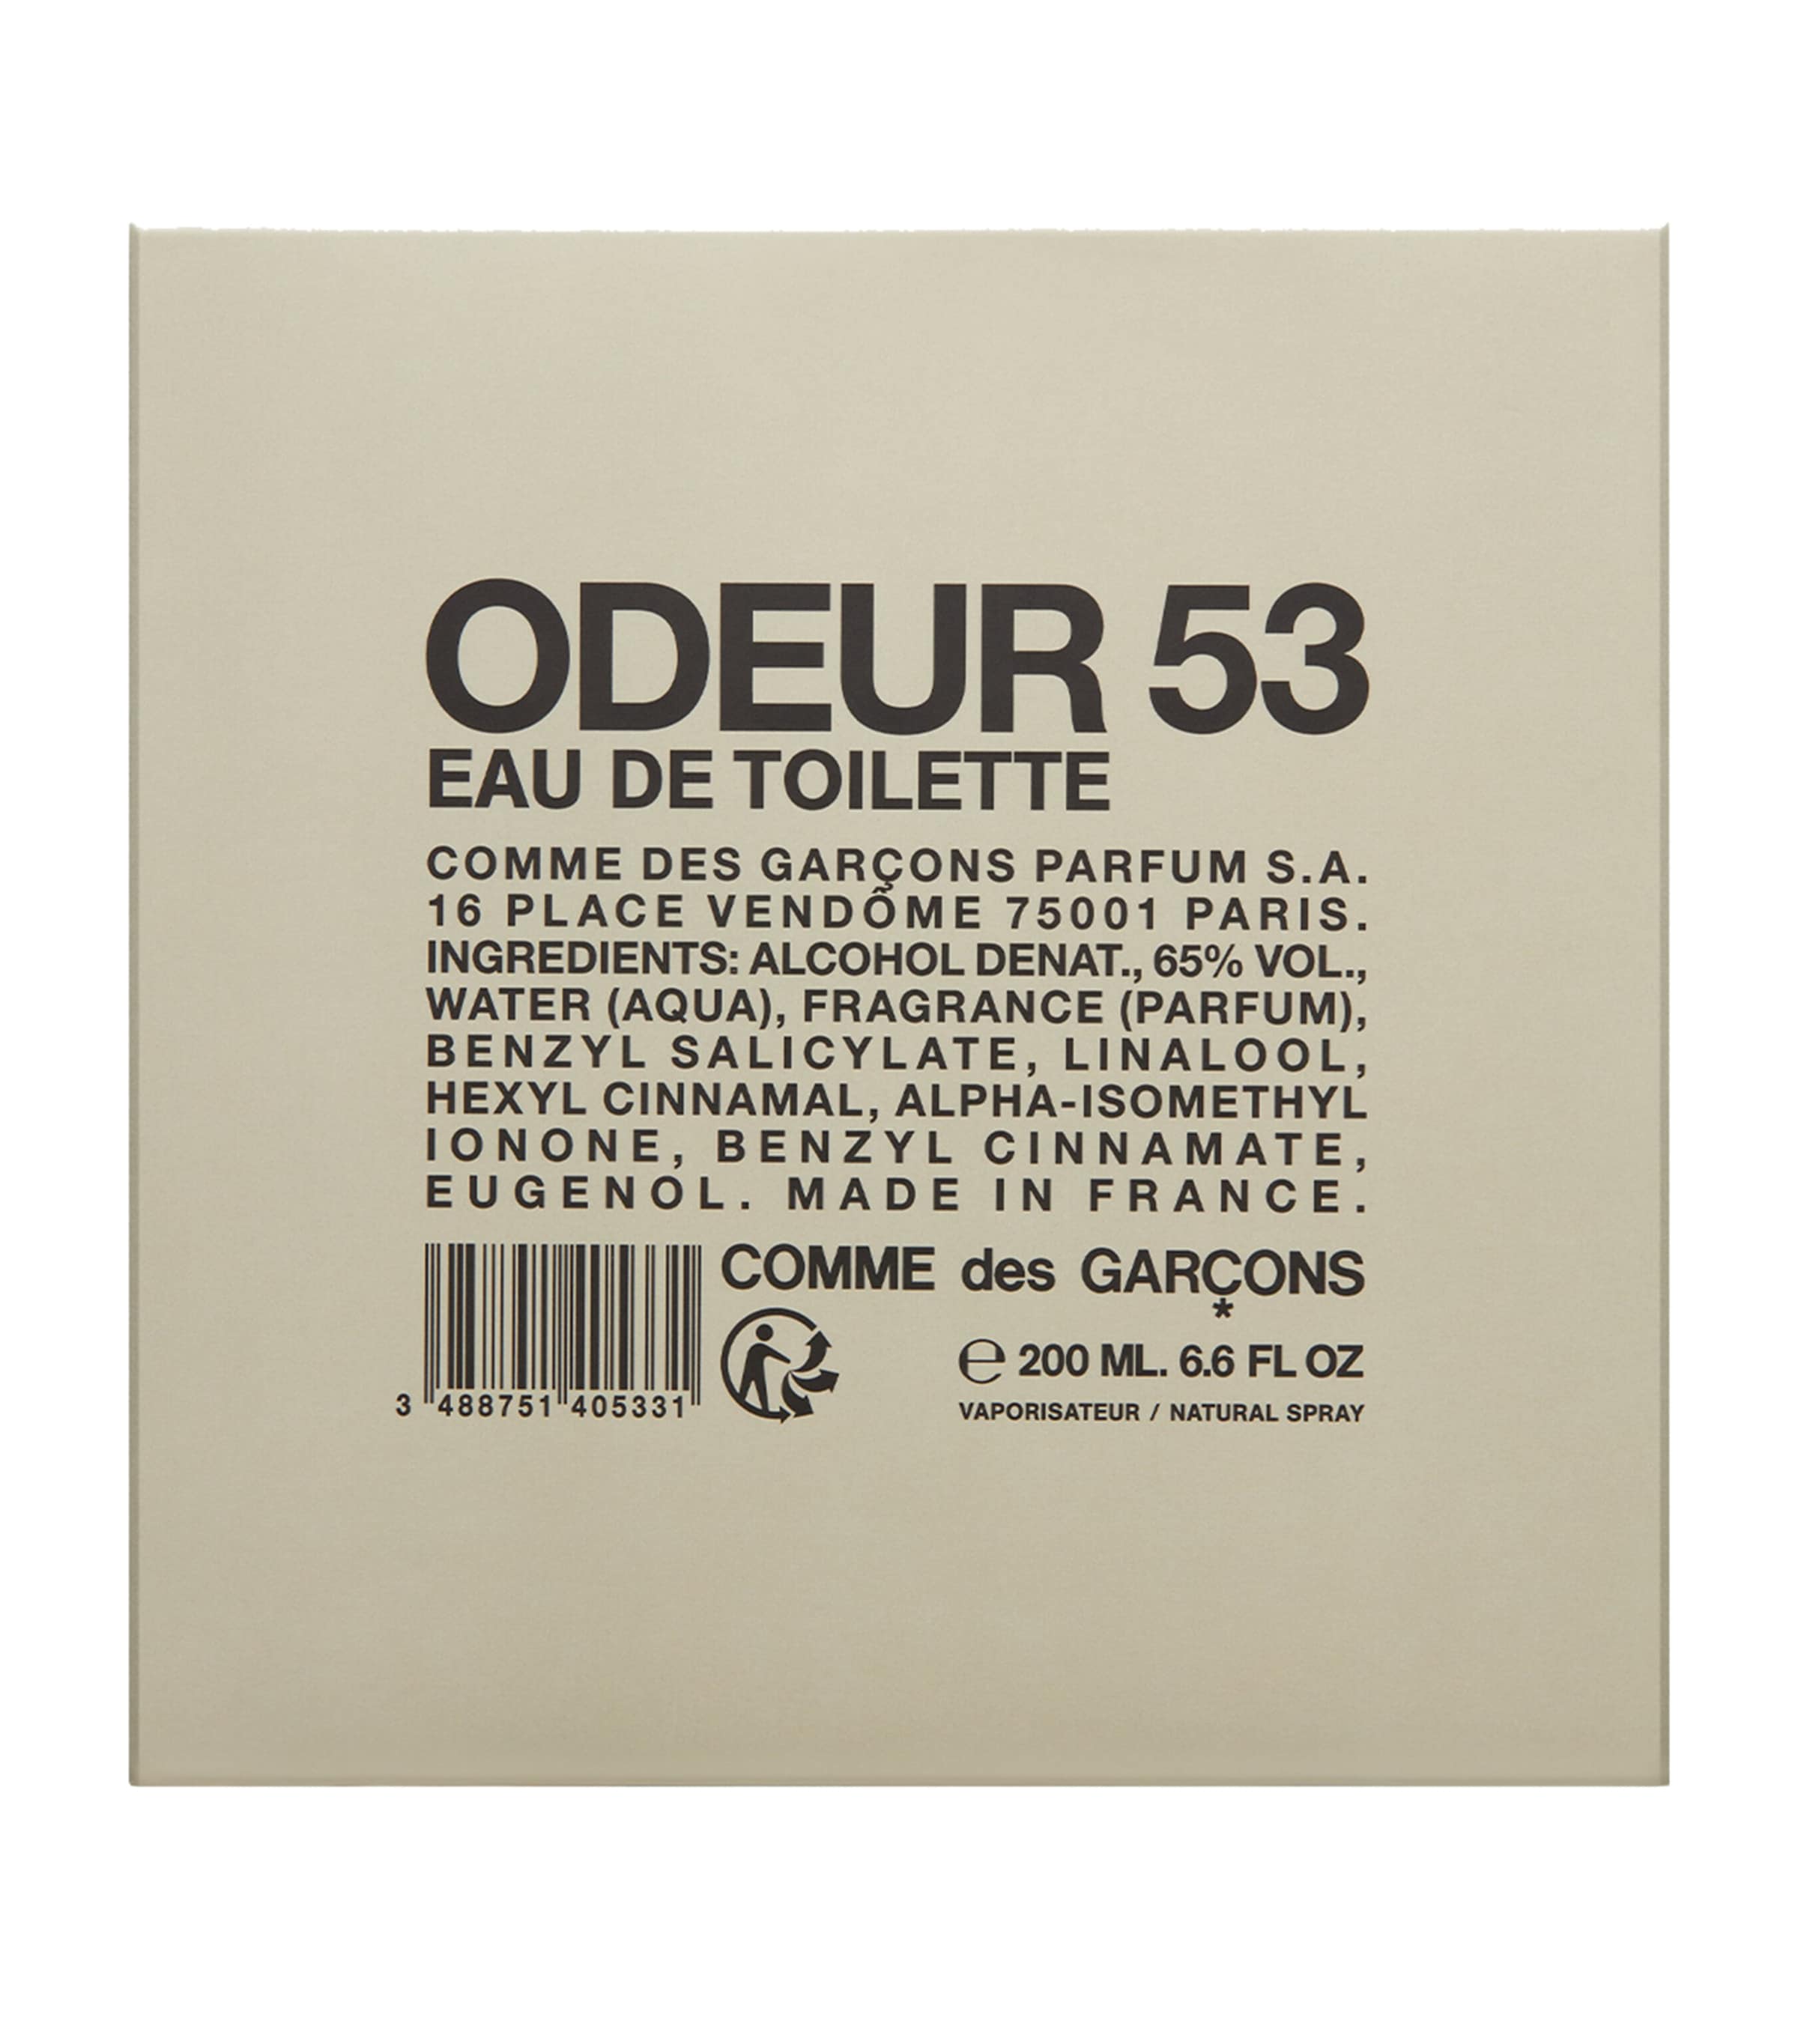 ODEUR 53
EAU DE TOILETTE
COMME DES GARÇONS PARFUM S.A.
16 PLACE VENDÔME 75001 PARIS.
INGREDIENTS: ALCOHOL DENAT., 65% VOL.,
WATER (AQUA), FRAGRANCE (PARFUM),
BENZYL SALICYLATE, LINALOOL,
HEXYL CINNAMAL, ALPHA-ISOMETHYL
IONONE, BENZYL CINNAMATE,
EUGENOL. MADE IN FRANCE.
COMME des GARÇONS
*
℮ 200 ML. 6.6 FL OZ
VAPORISATEUR / NATURAL SPRAY
3 488751 405331